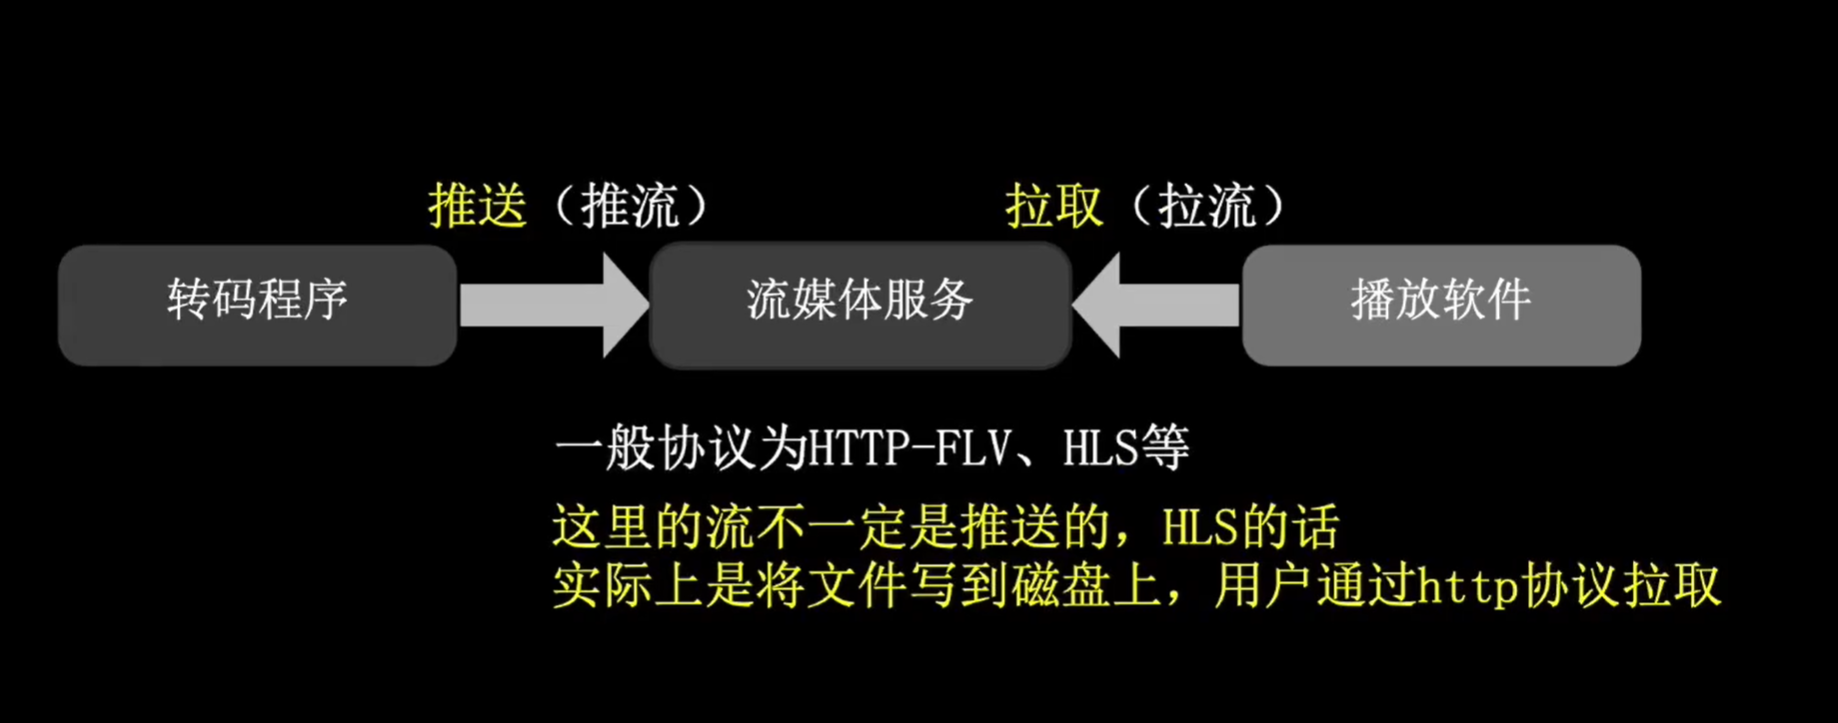 推送（推流）
拉取（拉流）
转码程序
流媒体服务
播放软件
一般协议为HTTP-FLV、HLS等
这里的流不一定是推送的，HLS的话
实际上是将文件写到磁盘上，用户通过http协议拉取